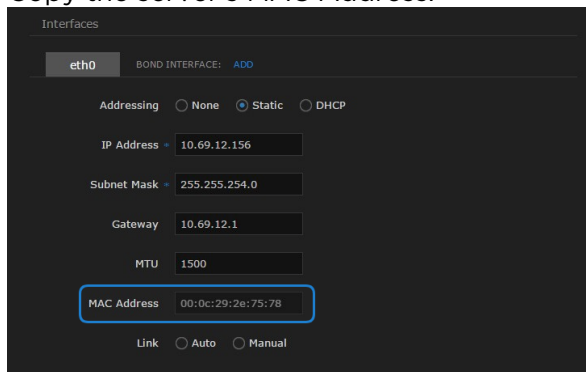 Copy the server's MAC Address.
Interfaces
eth0 BOND INTERFACE: ADD
Addressing None Static DHCP
IP Address * 10.69.12.156
Subnet Mask * 255.255.254.0
Gateway 10.69.12.1
MTU 1500
MAC Address 00:0c:29:2e:75:78
Link Auto Manual